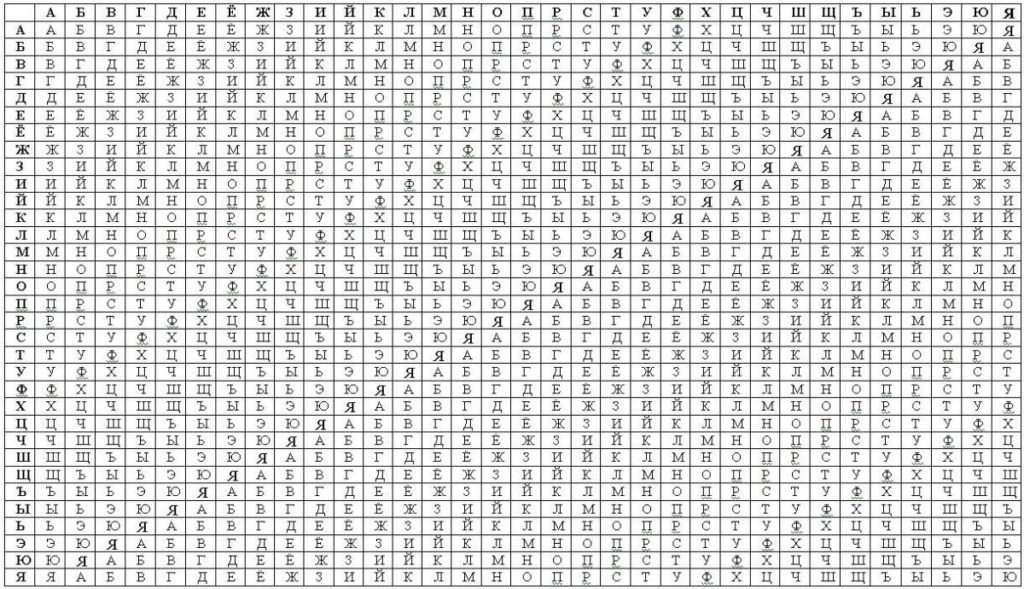 А Б В Г Д Е Ё Ж З И Й К Л М Н О П Р С Т У Ф Х Ц Ч Ш Щ Ъ Ы Ь Э Ю Я
А А Б В Г Д Е Ё Ж З И Й К Л М Н О П Р С Т У Ф Х Ц Ч Ш Щ Ъ Ы Ь Э Ю Я
Б Б В Г Д Е Ё Ж З И Й К Л М Н О П Р С Т У Ф Х Ц Ч Ш Щ Ъ Ы Ь Э Ю Я А
В В Г Д Е Ё Ж З И Й К Л М Н О П Р С Т У Ф Х Ц Ч Ш Щ Ъ Ы Ь Э Ю Я А Б
Г Г Д Е Ё Ж З И Й К Л М Н О П Р С Т У Ф Х Ц Ч Ш Щ Ъ Ы Ь Э Ю Я А Б В
Д Д Е Ё Ж З И Й К Л М Н О П Р С Т У Ф Х Ц Ч Ш Щ Ъ Ы Ь Э Ю Я А Б В Г
Е Е Ё Ж З И Й К Л М Н О П Р С Т У Ф Х Ц Ч Ш Щ Ъ Ы Ь Э Ю Я А Б В Г Д
Ё Ё Ж З И Й К Л М Н О П Р С Т У Ф Х Ц Ч Ш Щ Ъ Ы Ь Э Ю Я А Б В Г Д Е
Ж Ж З И Й К Л М Н О П Р С Т У Ф Х Ц Ч Ш Щ Ъ Ы Ь Э Ю Я А Б В Г Д Е Ё
З З И Й К Л М Н О П Р С Т У Ф Х Ц Ч Ш Щ Ъ Ы Ь Э Ю Я А Б В Г Д Е Ё Ж
И И Й К Л М Н О П Р С Т У Ф Х Ц Ч Ш Щ Ъ Ы Ь Э Ю Я А Б В Г Д Е Ё Ж З
Й Й К Л М Н О П Р С Т У Ф Х Ц Ч Ш Щ Ъ Ы Ь Э Ю Я А Б В Г Д Е Ё Ж З И
К К Л М Н О П Р С Т У Ф Х Ц Ч Ш Щ Ъ Ы Ь Э Ю Я А Б В Г Д Е Ё Ж З И Й
Л Л М Н О П Р С Т У Ф Х Ц Ч Ш Щ Ъ Ы Ь Э Ю Я А Б В Г Д Е Ё Ж З И Й К
М М Н О П Р С Т У Ф Х Ц Ч Ш Щ Ъ Ы Ь Э Ю Я А Б В Г Д Е Ё Ж З И Й К Л
Н Н О П Р С Т У Ф Х Ц Ч Ш Щ Ъ Ы Ь Э Ю Я А Б В Г Д Е Ё Ж З И Й К Л М
О О П Р С Т У Ф Х Ц Ч Ш Щ Ъ Ы Ь Э Ю Я А Б В Г Д Е Ё Ж З И Й К Л М Н
П П Р С Т У Ф Х Ц Ч Ш Щ Ъ Ы Ь Э Ю Я А Б В Г Д Е Ё Ж З И Й К Л М Н О
Р Р С Т У Ф Х Ц Ч Ш Щ Ъ Ы Ь Э Ю Я А Б В Г Д Е Ё Ж З И Й К Л М Н О П
С С Т У Ф Х Ц Ч Ш Щ Ъ Ы Ь Э Ю Я А Б В Г Д Е Ё Ж З И Й К Л М Н О П Р
Т Т У Ф Х Ц Ч Ш Щ Ъ Ы Ь Э Ю Я А Б В Г Д Е Ё Ж З И Й К Л М Н О П Р С
У У Ф Х Ц Ч Ш Щ Ъ Ы Ь Э Ю Я А Б В Г Д Е Ё Ж З И Й К Л М Н О П Р С Т
Ф Ф Х Ц Ч Ш Щ Ъ Ы Ь Э Ю Я А Б В Г Д Е Ё Ж З И Й К Л М Н О П Р С Т У
Х Х Ц Ч Ш Щ Ъ Ы Ь Э Ю Я А Б В Г Д Е Ё Ж З И Й К Л М Н О П Р С Т У Ф
Ц Ц Ч Ш Щ Ъ Ы Ь Э Ю Я А Б В Г Д Е Ё Ж З И Й К Л М Н О П Р С Т У Ф Х
Ч Ч Ш Щ Ъ Ы Ь Э Ю Я А Б В Г Д Е Ё Ж З И Й К Л М Н О П Р С Т У Ф Х Ц
Ш Ш Щ Ъ Ы Ь Э Ю Я А Б В Г Д Е Ё Ж З И Й К Л М Н О П Р С Т У Ф Х Ц Ч
Щ Щ Ъ Ы Ь Э Ю Я А Б В Г Д Е Ё Ж З И Й К Л М Н О П Р С Т У Ф Х Ц Ч Ш
Ъ Ъ Ы Ь Э Ю Я А Б В Г Д Е Ё Ж З И Й К Л М Н О П Р С Т У Ф Х Ц Ч Ш Щ
Ы Ы Ь Э Ю Я А Б В Г Д Е Ё Ж З И Й К Л М Н О П Р С Т У Ф Х Ц Ч Ш Щ Ъ
Ь Ь Э Ю Я А Б В Г Д Е Ё Ж З И Й К Л М Н О П Р С Т У Ф Х Ц Ч Ш Щ Ъ Ы
Э Э Ю Я А Б В Г Д Е Ё Ж З И Й К Л М Н О П Р С Т У Ф Х Ц Ч Ш Щ Ъ Ы Ь
Ю Ю Я А Б В Г Д Е Ё Ж З И Й К Л М Н О П Р С Т У Ф Х Ц Ч Ш Щ Ъ Ы Ь Э
Я Я А Б В Г Д Е Ё Ж З И Й К Л М Н О П Р С Т У Ф Х Ц Ч Ш Щ Ъ Ы Ь Э Ю